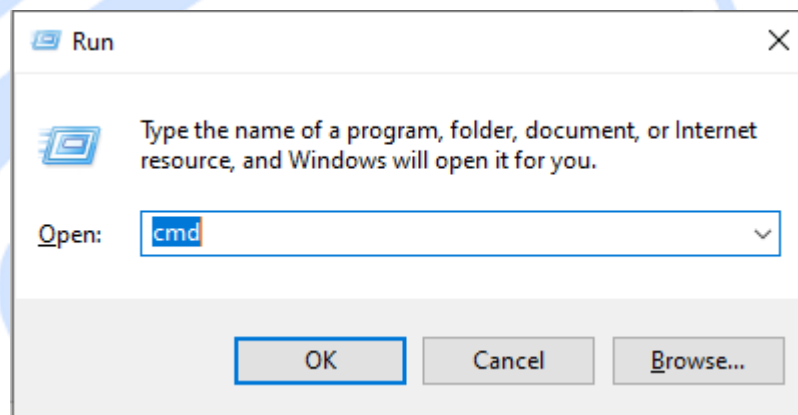 Run
Type the name of a program, folder, document, or Internet
resource, and Windows will open it for you.
Open:
cmd
OK
Cancel
Browse...